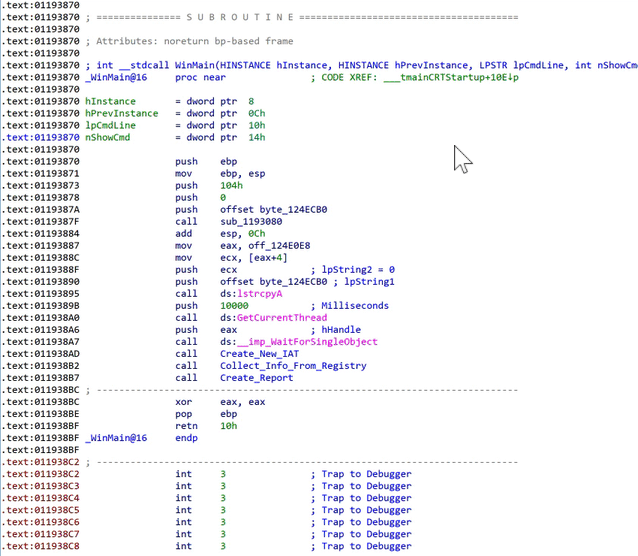 .text:01193870
.text:01193870 ; =============== S U B R O U T I N E =======================================
.text:01193870
.text:01193870 ; Attributes: noreturn bp-based frame
.text:01193870
.text:01193870 ; int __stdcall WinMain(HINSTANCE hInstance, HINSTANCE hPrevInstance, LPSTR lpCmdLine, int nShowCm
.text:01193870 _WinMain@16 proc near ; CODE XREF: ___tmainCRTStartup+10E↓p
.text:01193870
.text:01193870 hInstance = dword ptr 8
.text:01193870 hPrevInstance = dword ptr 0Ch
.text:01193870 lpCmdLine = dword ptr 10h
.text:01193870 nShowCmd = dword ptr 14h
.text:01193870
.text:01193870 push ebp
.text:01193871 mov ebp, esp
.text:01193873 push 104h
.text:01193878 push 0
.text:0119387A push offset byte_124ECB0
.text:0119387F call sub_1193080
.text:01193884 add esp, 0Ch
.text:01193887 mov eax, off_124E0E8
.text:0119388C mov ecx, [eax+4]
.text:0119388F push ecx ; lpString2 = 0
.text:01193890 push offset byte_124ECB0 ; lpString1
.text:01193895 call ds:lstrcpyA
.text:0119389B push 10000 ; Milliseconds
.text:011938A0 call ds:GetCurrentThread
.text:011938A6 push eax ; hHandle
.text:011938A7 call ds:__imp_WaitForSingleObject
.text:011938AD call Create_New_IAT
.text:011938B2 call Collect_Info_From_Registry
.text:011938B7 call Create_Report
.text:011938BC ; ---------------------------------------------------------------------------
.text:011938BC xor eax, eax
.text:011938BE pop ebp
.text:011938BF retn 10h
.text:011938BF _WinMain@16 endp
.text:011938BF
.text:011938C2 ; ---------------------------------------------------------------------------
.text:011938C2 int 3 ; Trap to Debugger
.text:011938C3 int 3 ; Trap to Debugger
.text:011938C4 int 3 ; Trap to Debugger
.text:011938C5 int 3 ; Trap to Debugger
.text:011938C6 int 3 ; Trap to Debugger
.text:011938C7 int 3 ; Trap to Debugger
.text:011938C8 int 3 ; Trap to Debugger